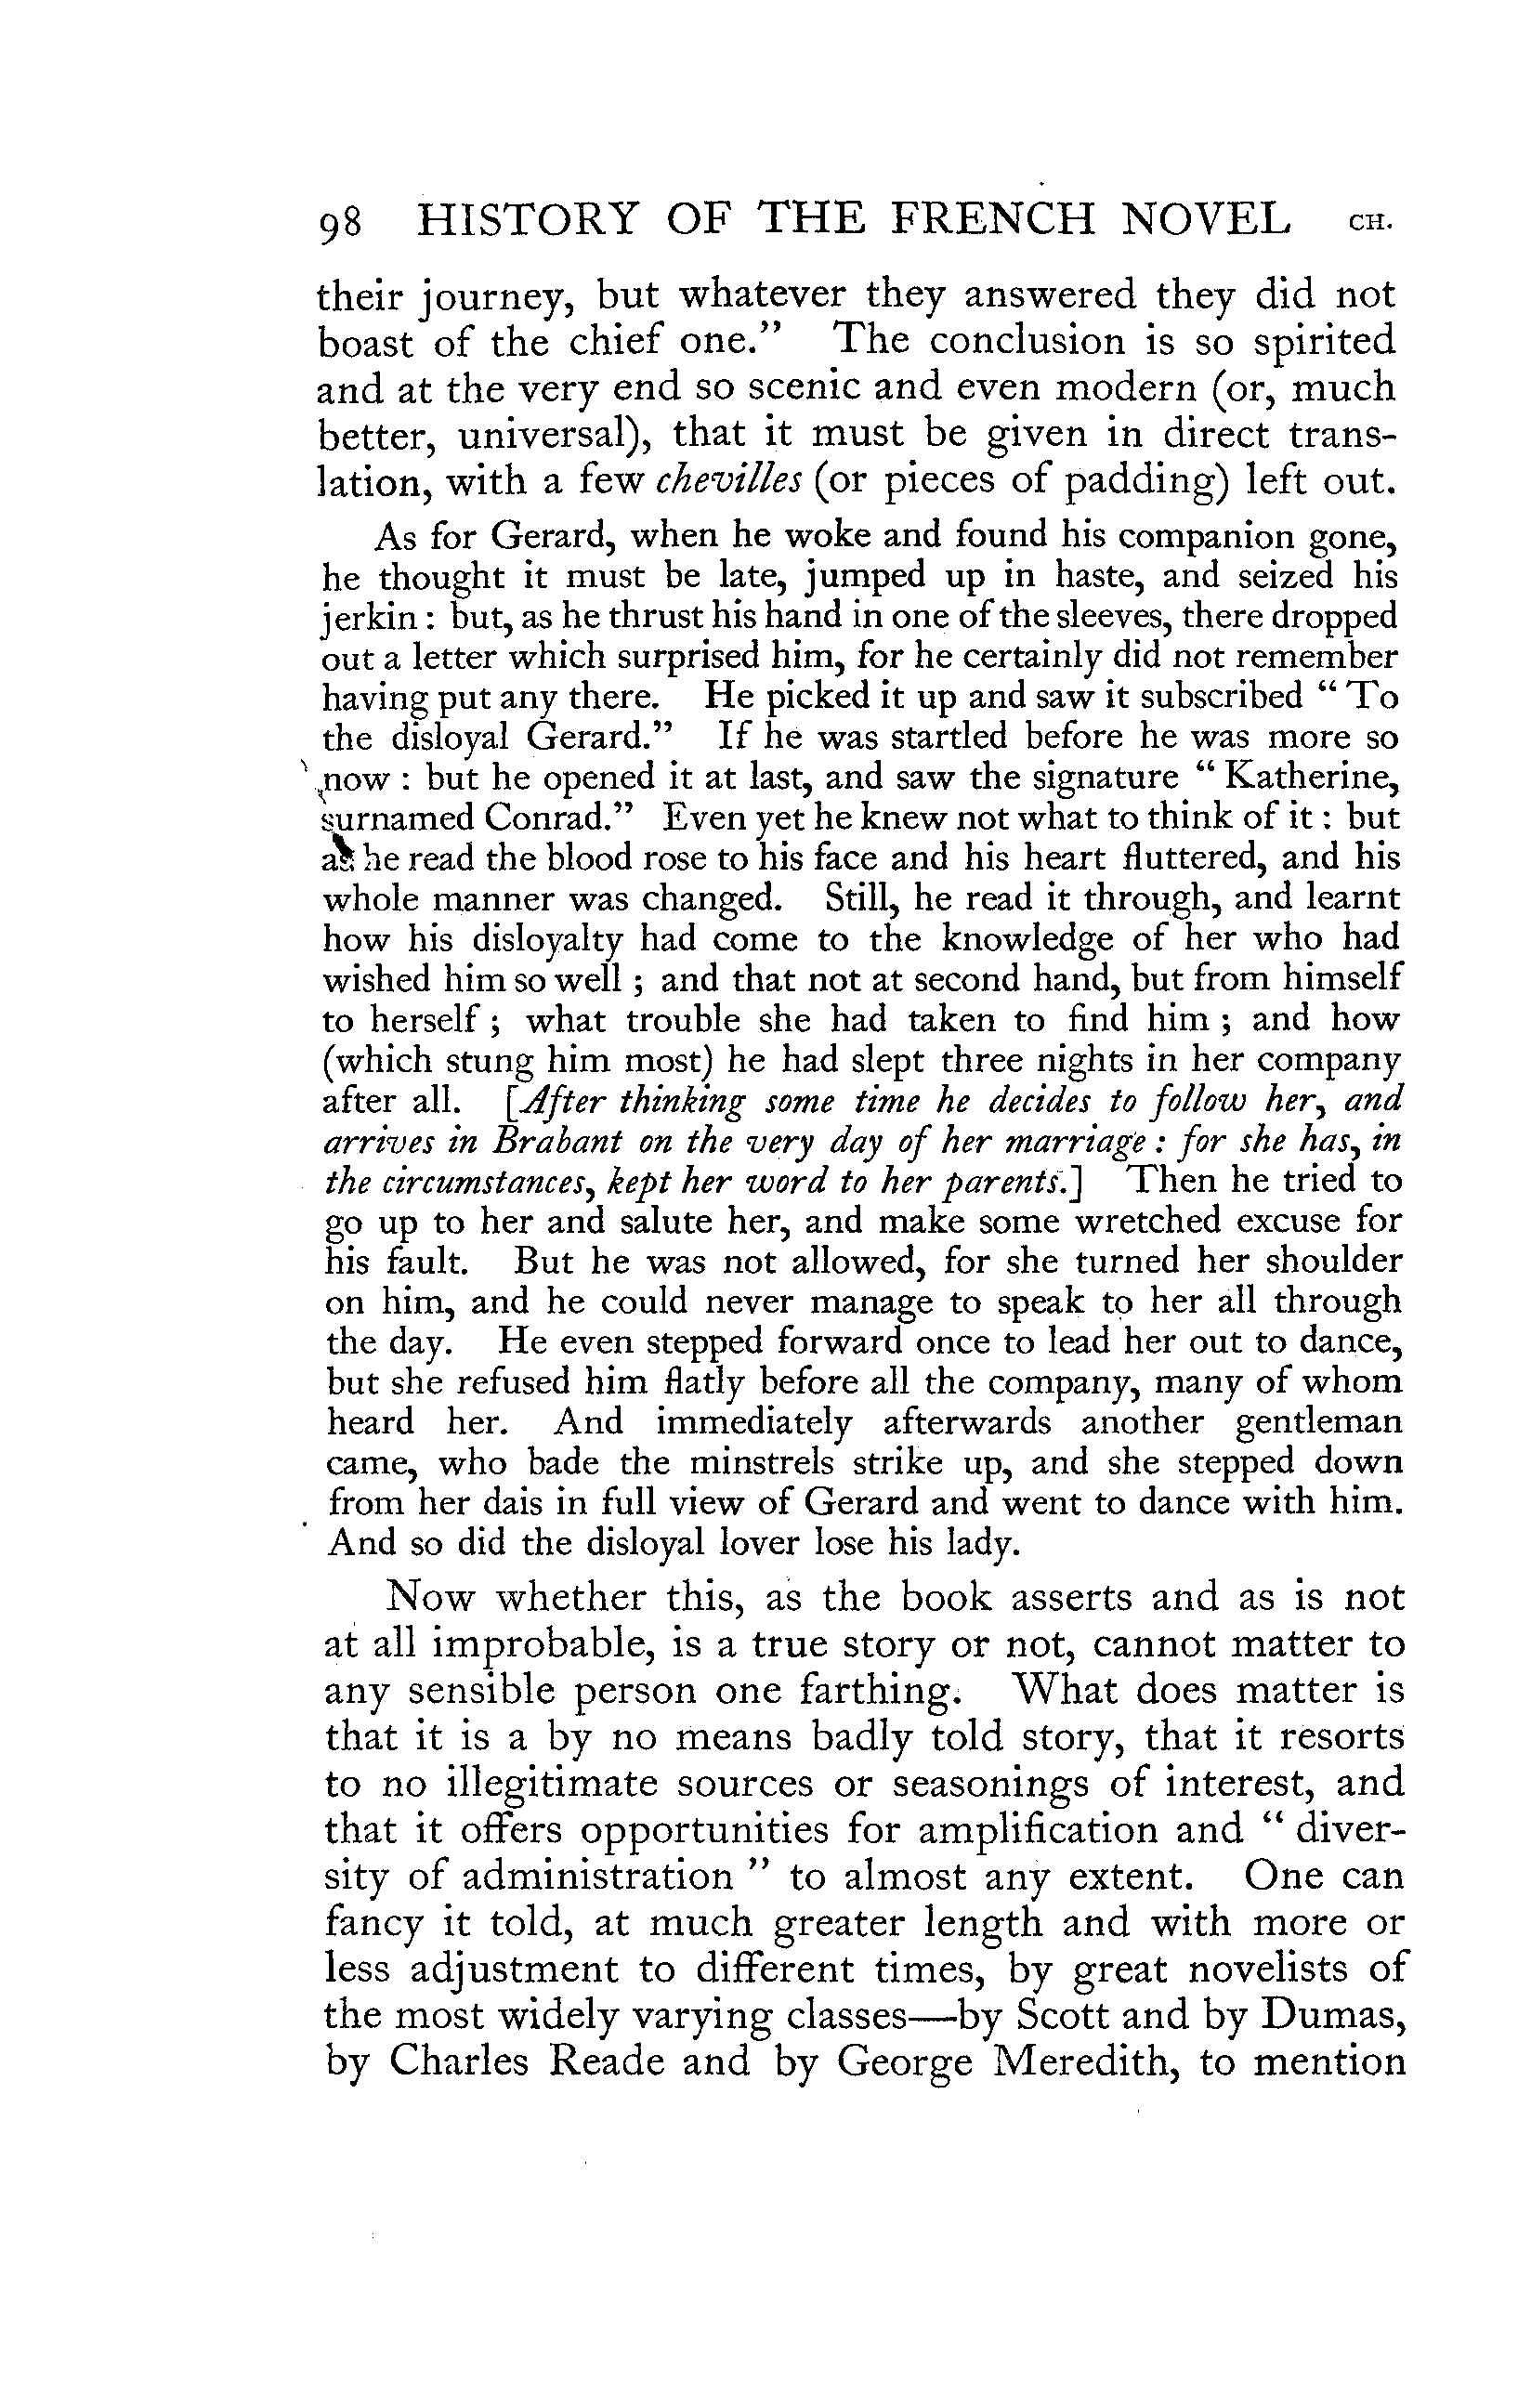 98 HISTORY OF THE FRENCH NOVEL CH.
their journey, but whatever they answered they did not
boast of the chief one.” The conclusion is so spirited
and at the very end so scenic and even modern (or, much
better, universal), that it must be given in direct trans-
lation, with a few chevilles (or pieces of padding) left out.
As for Gerard, when he woke and found his companion gone,
he thought it must be late, jumped up in haste, and seized his
jerkin : but, as he thrust his hand in one of the sleeves, there dropped
out a letter which surprised him, for he certainly did not remember
having put any there. He picked it up and saw it subscribed “ To
the disloyal Gerard.” If he was startled before he was more so
now : but he opened it at last, and saw the signature “ Katherine,
surnamed Conrad.” Even yet he knew not what to think of it : but
as he read the blood rose to his face and his heart fluttered, and his
whole manner was changed. Still, he read it through, and learnt
how his disloyalty had come to the knowledge of her who had
wished him so well ; and that not at second hand, but from himself
to herself ; what trouble she had taken to find him ; and how
(which stung him most) he had slept three nights in her company
after all. [After thinking some time he decides to follow her, and
arrives in Brabant on the very day of her marriage : for she has, in
the circumstances, kept her word to her parents.] Then he tried to
go up to her and salute her, and make some wretched excuse for
his fault. But he was not allowed, for she turned her shoulder
on him, and he could never manage to speak to her all through
the day. He even stepped forward once to lead her out to dance,
but she refused him flatly before all the company, many of whom
heard her. And immediately afterwards another gentleman
came, who bade the minstrels strike up, and she stepped down
from her dais in full view of Gerard and went to dance with him.
And so did the disloyal lover lose his lady.
Now whether this, as the book asserts and as is not
at all improbable, is a true story or not, cannot matter to
any sensible person one farthing. What does matter is
that it is a by no means badly told story, that it resorts
to no illegitimate sources or seasonings of interest, and
that it offers opportunities for amplification and “ diver-
sity of administration ” to almost any extent. One can
fancy it told, at much greater length and with more or
less adjustment to different times, by great novelists of
the most widely varying classes—by Scott and by Dumas,
by Charles Reade and by George Meredith, to mention